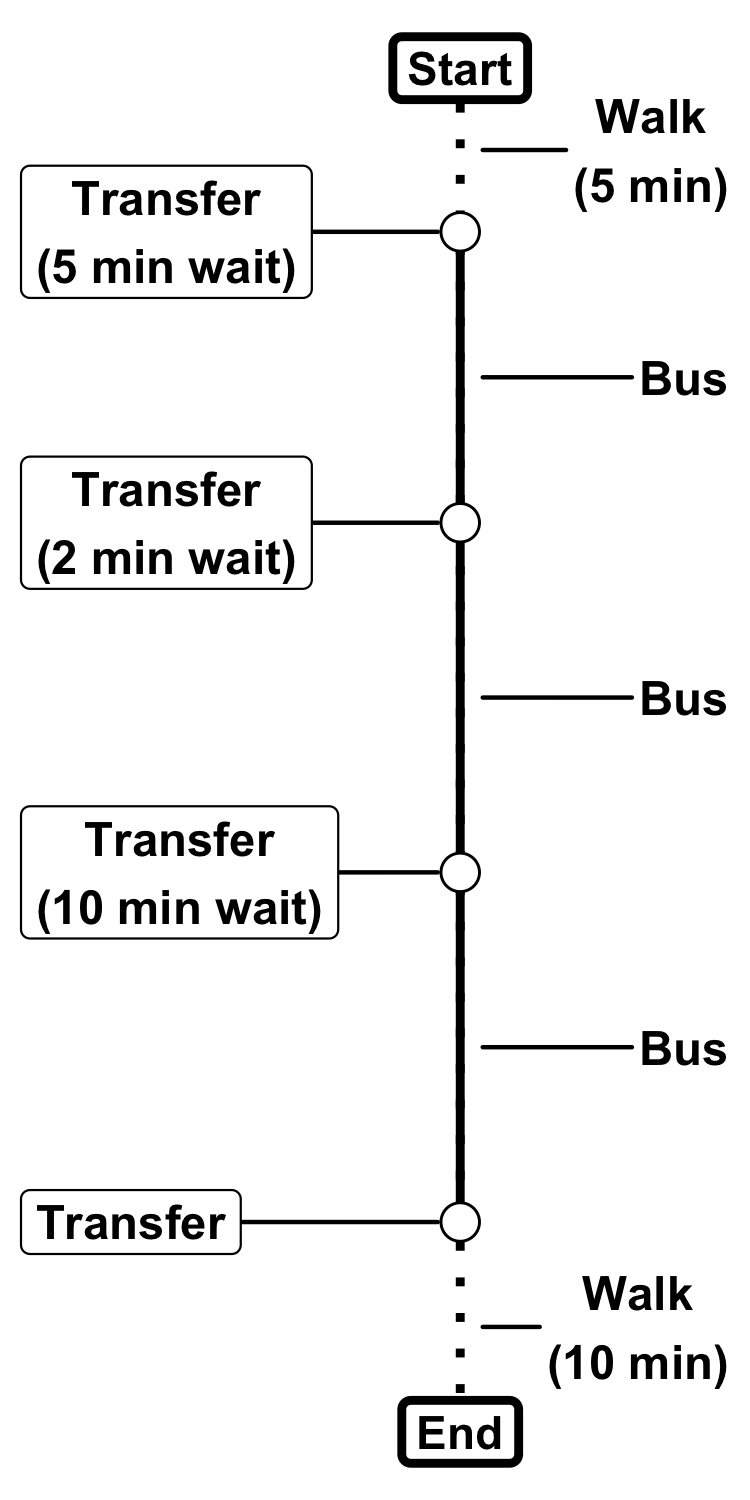 Start
Walk
(5 min)
Transfer
(5 min wait)
Bus
Transfer
(2 min wait)
Bus
Transfer
(10 min wait)
Bus
Transfer
Walk
(10 min)
End